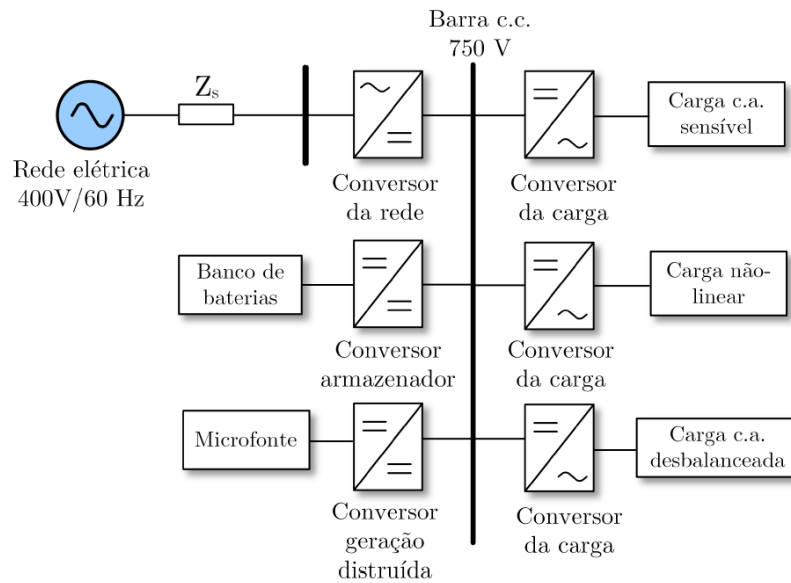 Barra c.c.
750 V
Z_s
Rede elétrica
400V/60 Hz
Conversor
da rede
Conversor
da carga
Carga c.a.
sensível
Banco de
baterias
Conversor
armazenador
Conversor
da carga
Carga não-
linear
Microfonte
Conversor
geração
distruída
Conversor
da carga
Carga c.a.
desbalanceada